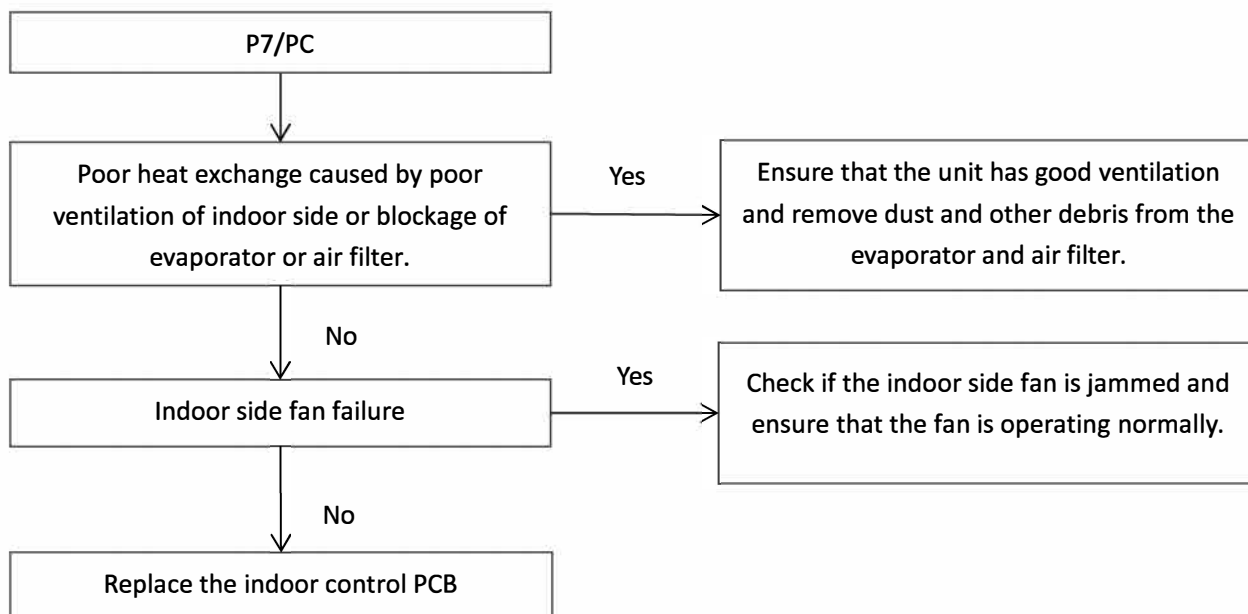 P7/PC
Poor heat exchange caused by poor
ventilation of indoor side or blockage of
evaporator or air filter.
Yes
Ensure that the unit has good ventilation
and remove dust and other debris from the
evaporator and air filter.
No
Indoor side fan failure
Yes
Check if the indoor side fan is jammed and
ensure that the fan is operating normally.
No
Replace the indoor control PCB